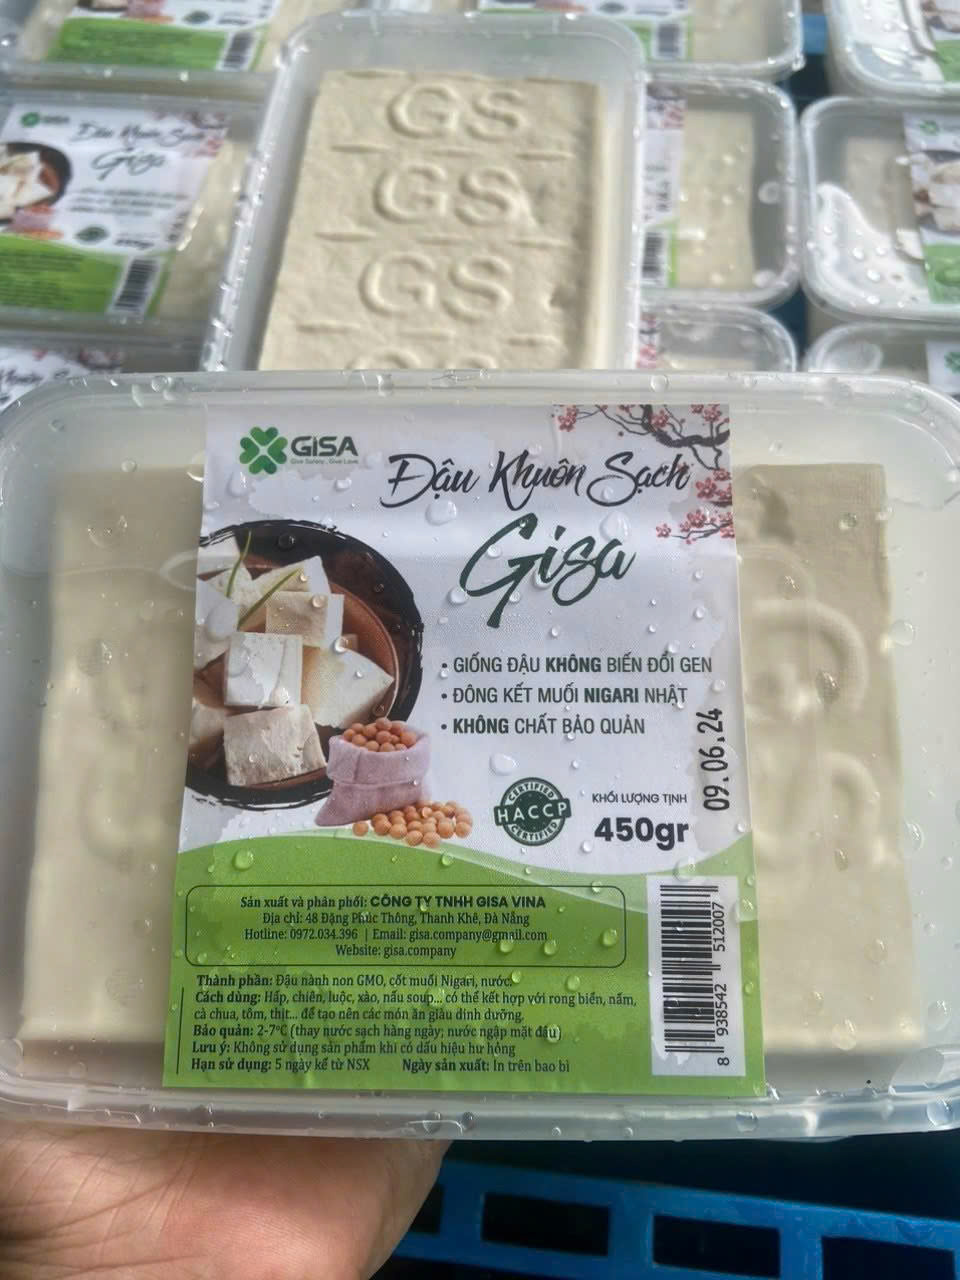 GISA
Đậu Khuôn Sạch
Gisa
GS
GS
GS
GISA
Give Safety , Give Love
Đậu Khuôn Sạch
Gisa
• GIỐNG ĐẬU KHÔNG BIẾN ĐỔI GEN
• ĐÔNG KẾT MUỐI NIGARI NHẬT
• KHÔNG CHẤT BẢO QUẢN
09.06.24
CERTIFIED
HACCP
CERTIFIED
KHỐI LƯỢNG TỊNH
450gr
Sản xuất và phân phối: CÔNG TY TNHH GISA VINA
Địa chỉ: 48 Đặng Phúc Thông, Thanh Khê, Đà Nẵng
Hotline: 0972.034.396 | Email: gisa.company@gmail.com
Website: gisa.company
Thành phần: Đậu nành non GMO, cốt muối Nigari, nước.
Cách dùng: Hấp, chiên, luộc, xào, nấu soup... có thể kết hợp với rong biển, nấm,
cà chua, tôm, thịt... để tạo nên các món ăn giàu dinh dưỡng.
Bảo quản: 2-7ºC (thay nước sạch hàng ngày; nước ngập mặt đậu)
Lưu ý: Không sử dụng sản phẩm khi có dấu hiệu hư hỏng
Hạn sử dụng: 5 ngày kể từ NSX Ngày sản xuất: In trên bao bì
8 938542 512007